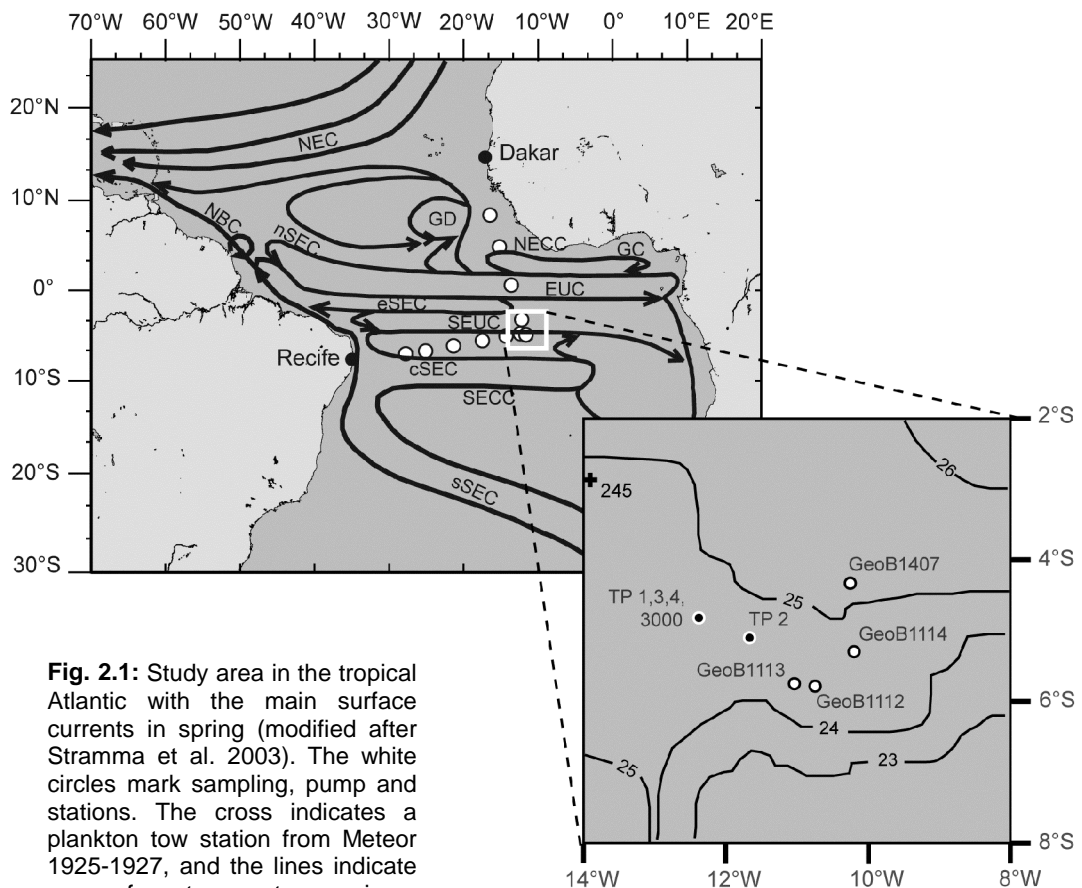 70°W 60°W 50°W 40°W 30°W 20°W 10°W 0° 10°E 20°E
20°N
10°N
0°
10°S
20°S
30°S
NEC
Dakar
NBC
nSEC
GD
NECC
GC
EUC
eSEC
SEUC
Recife
cSEC
SECC
sSEC
2°S
4°S
6°S
8°S
26
245
GeoB1407
TP 1,3,4,
3000
25
TP 2
GeoB1114
GeoB1113
GeoB1112
24
25
23
14°W 12°W 10°W 8°W
Fig. 2.1: Study area in the tropical
Atlantic with the main surface
currents in spring (modified after
Stramma et al. 2003). The white
circles mark sampling, pump and
stations. The cross indicates a
plankton tow station from Meteor
1925-1927, and the lines indicate